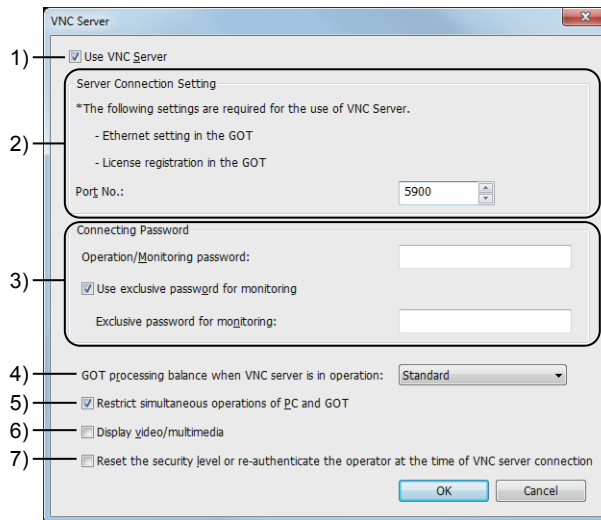 VNC Server
1) Use VNC Server
Server Connection Setting
*The following settings are required for the use of VNC Server.
- Ethernet setting in the GOT
2)
- License registration in the GOT
Port No.: 5900
Connecting Password
Operation/Monitoring password:
3) Use exclusive password for monitoring
Exclusive password for monitoring:
4) GOT processing balance when VNC server is in operation: Standard
5) Restrict simultaneous operations of PC and GOT
6) Display video/multimedia
7) Reset the security level or re-authenticate the operator at the time of VNC server connection
OK Cancel